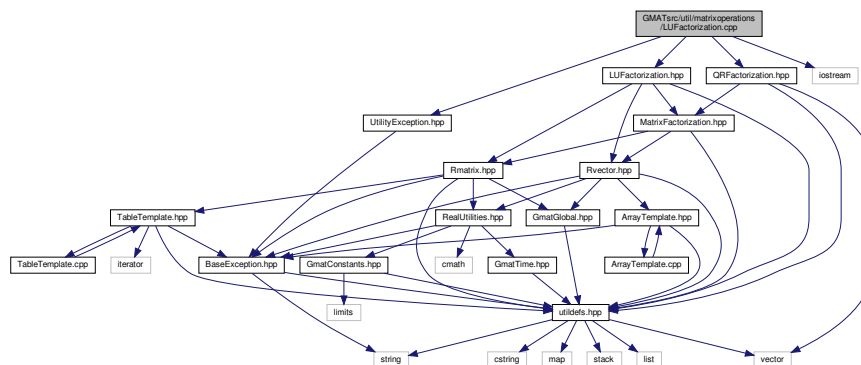 GMATsrc/util/matrixoperations
/LUFactorization.cpp
LUFactorization.hpp
QRFactorization.hpp
iostream
UtilityException.hpp
MatrixFactorization.hpp
Rmatrix.hpp
Rvector.hpp
TableTemplate.hpp
RealUtilities.hpp
GmatGlobal.hpp
ArrayTemplate.hpp
TableTemplate.cpp
iterator
BaseException.hpp
GmatConstants.hpp
cmath
GmatTime.hpp
ArrayTemplate.cpp
limits
utildefs.hpp
string
cstring
map
stack
list
vector